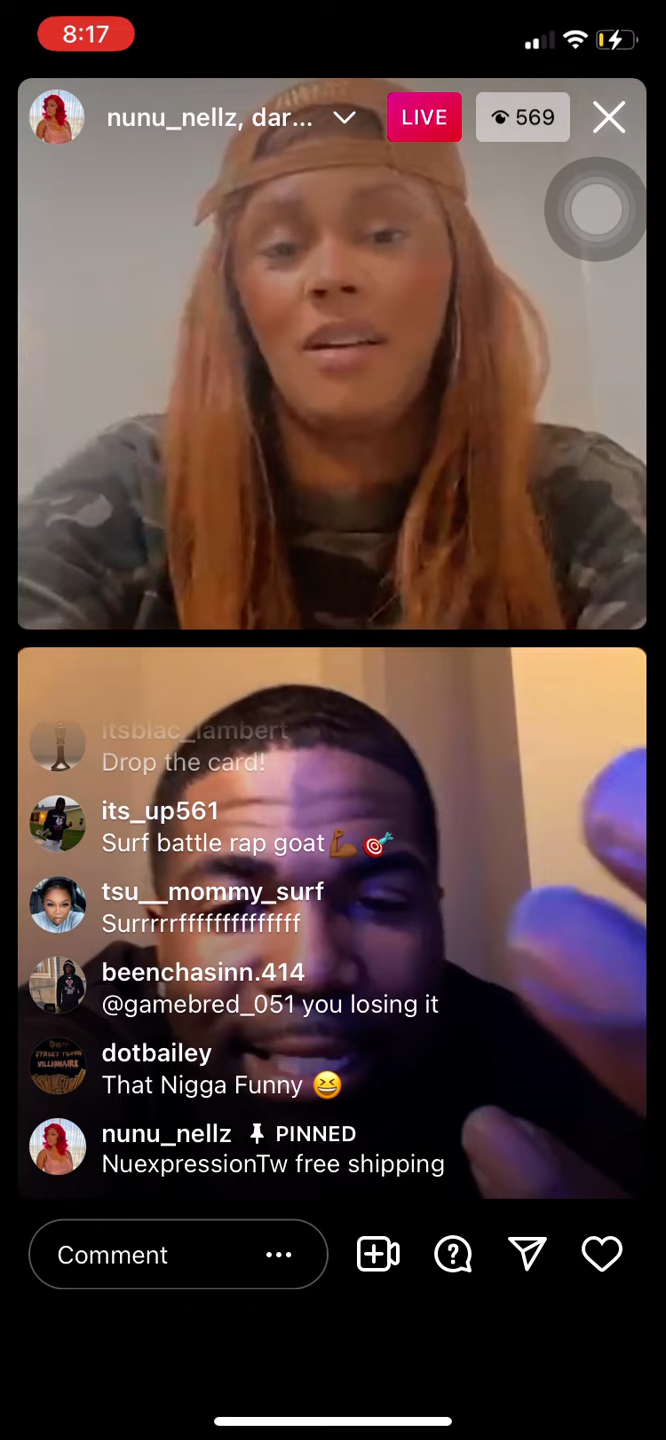 8:17
nunu_nellz, dar...
LIVE
569
itsblac_lambert
Drop the card!
its_up561
Surf battle rap goat💪🏾🎯
tsu__mommy_surf
Surrrrrffffffffffffff
beenchasinn.414
@gamebred_051 you losing it
dotbailey
That Nigga Funny 😆
nunu_nellz PINNED
NuexpressionTw free shipping
Comment